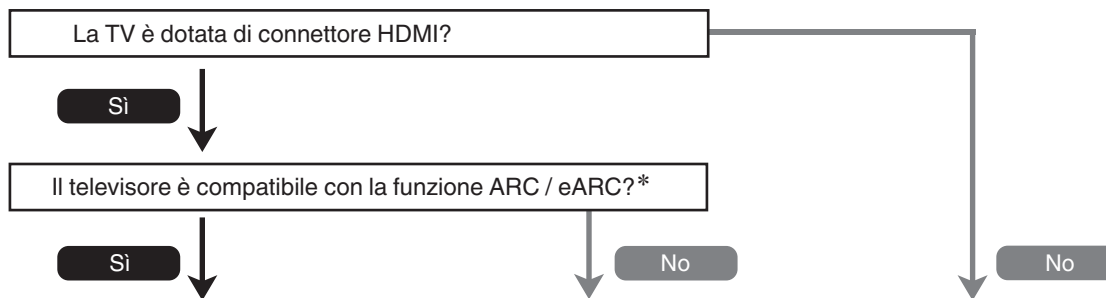 La TV è dotata di connettore HDMI?
Sì
Il televisore è compatibile con la funzione ARC / eARC?*
Sì
No
No